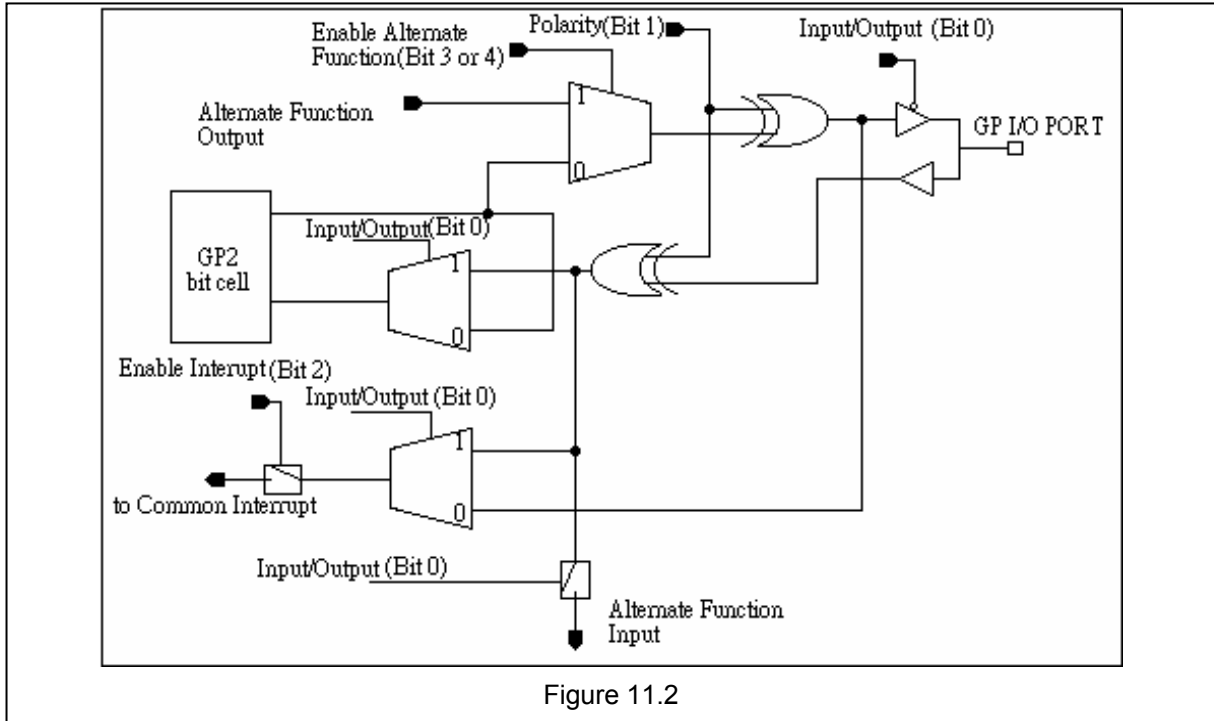 Polarity(Bit 1)
Input/Output (Bit 0)
Enable Alternate
Function(Bit 3 or 4)
Alternate Function
Output
1
0
GP I/O PORT
Input/Output(Bit 0)
GP2
bit cell
1
0
Enable Interupt(Bit 2)
Input/Output (Bit 0)
1
0
to Common Interrupt
Input/Output (Bit 0)
Alternate Function
Input
Figure 11.2